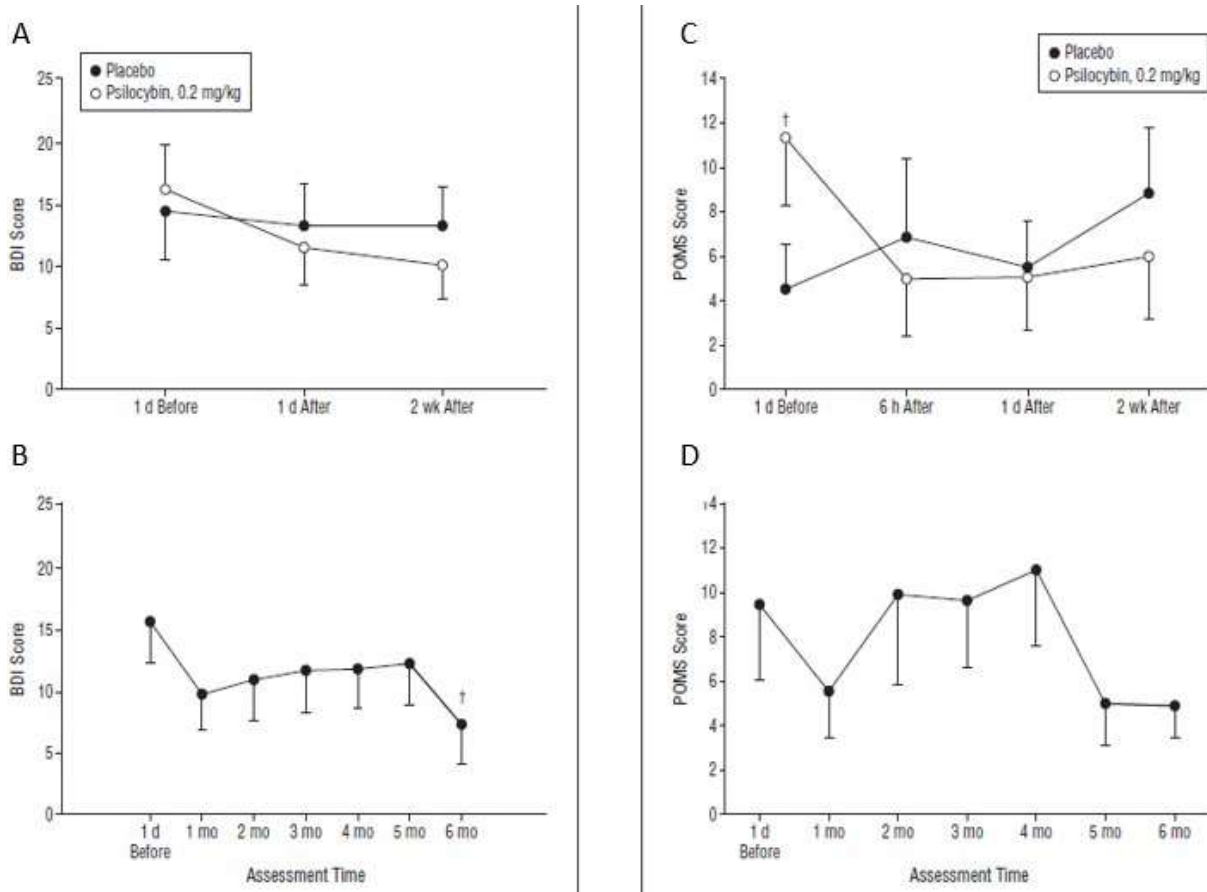 A
Placebo
Psilocybin, 0.2 mg/kg
25
20
15
10
5
0
BDI Score
1 d Before
1 d After
2 wk After
B
25
20
15
10
5
0
BDI Score
†
1 d
Before
1 mo
2 mo
3 mo
4 mo
5 mo
6 mo
Assessment Time
C
Placebo
Psilocybin, 0.2 mg/kg
14
12
10
8
6
4
2
0
POMS Score
†
1 d Before
6 h After
1 d After
2 wk After
D
14
12
10
8
6
4
2
0
POMS Score
1 d
Before
1 mo
2 mo
3 mo
4 mo
5 mo
6 mo
Assessment Time